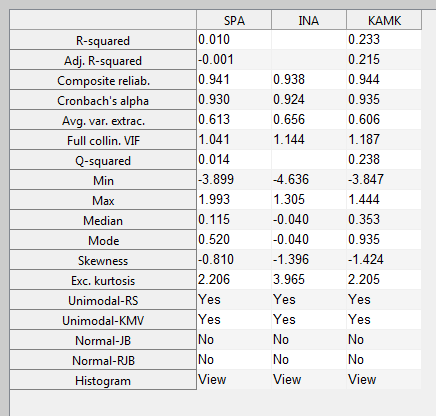 SPA INA KAMK
R-squared 0.010 0.233
Adj. R-squared -0.001 0.215
Composite reliab. 0.941 0.938 0.944
Cronbach's alpha 0.930 0.924 0.935
Avg. var. extrac. 0.613 0.656 0.606
Full collin. VIF 1.041 1.144 1.187
Q-squared 0.014 0.238
Min -3.899 -4.636 -3.847
Max 1.993 1.305 1.444
Median 0.115 -0.040 0.353
Mode 0.520 -0.040 0.935
Skewness -0.810 -1.396 -1.424
Exc. kurtosis 2.206 3.965 2.205
Unimodal-RS Yes Yes Yes
Unimodal-KMV Yes Yes Yes
Normal-JB No No No
Normal-RJB No No No
Histogram View View View